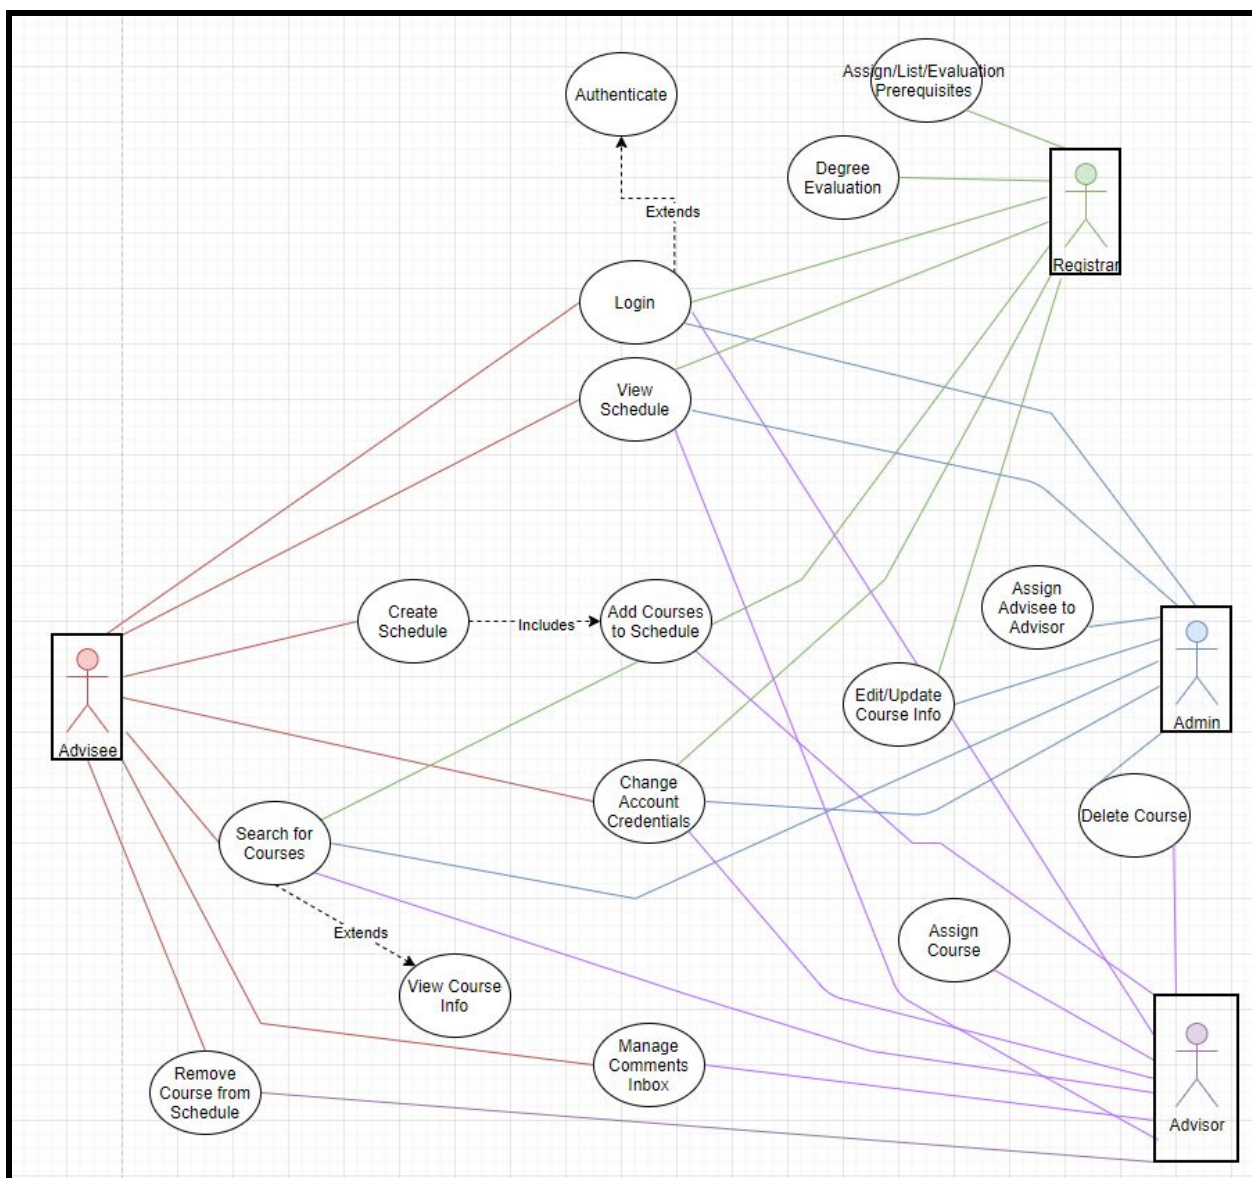 Assign/List/Evaluation
Prerequisites
Authenticate
Degree
Evaluation
Extends
Registrar
Login
View
Schedule
Create
Schedule
Includes
Add Courses
to Schedule
Assign
Advisee to
Advisor
Advisee
Edit/Update
Course Info
Admin
Change
Account
Credentials
Search for
Courses
Delete Course
Extends
Assign
Course
View Course
Info
Remove
Course from
Schedule
Manage
Comments
Inbox
Advisor